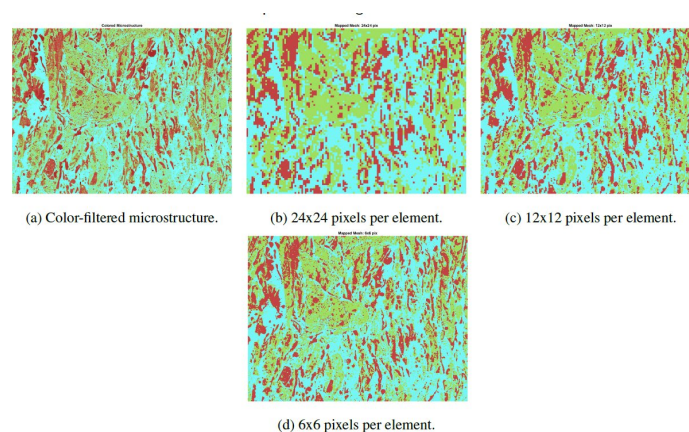 Colored Microstructure
Mapped Mesh: 24x24 pix
Mapped Mesh: 12x12 pix
(a) Color-filtered microstructure.
(b) 24x24 pixels per element.
(c) 12x12 pixels per element.
Mapped Mesh: 6x6 pix
(d) 6x6 pixels per element.